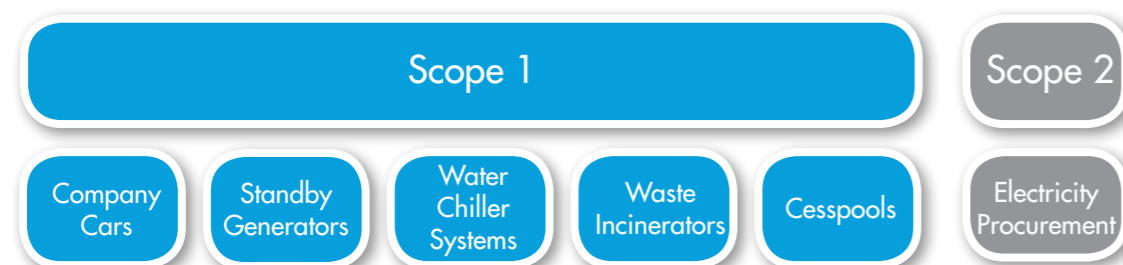 Scope 1
Scope 2
Company
Cars
Standby
Generators
Water
Chiller
Systems
Waste
Incinerators
Cesspools
Electricity
Procurement